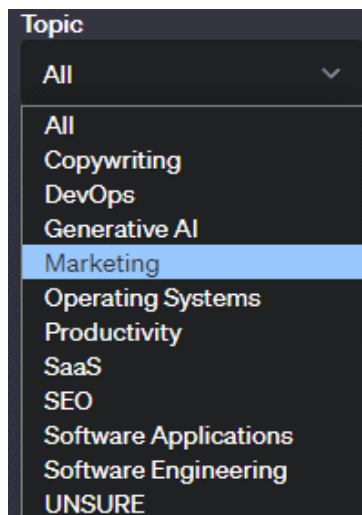 Topic
All
All
Copywriting
DevOps
Generative AI
Marketing
Operating Systems
Productivity
SaaS
SEO
Software Applications
Software Engineering
UNSURE